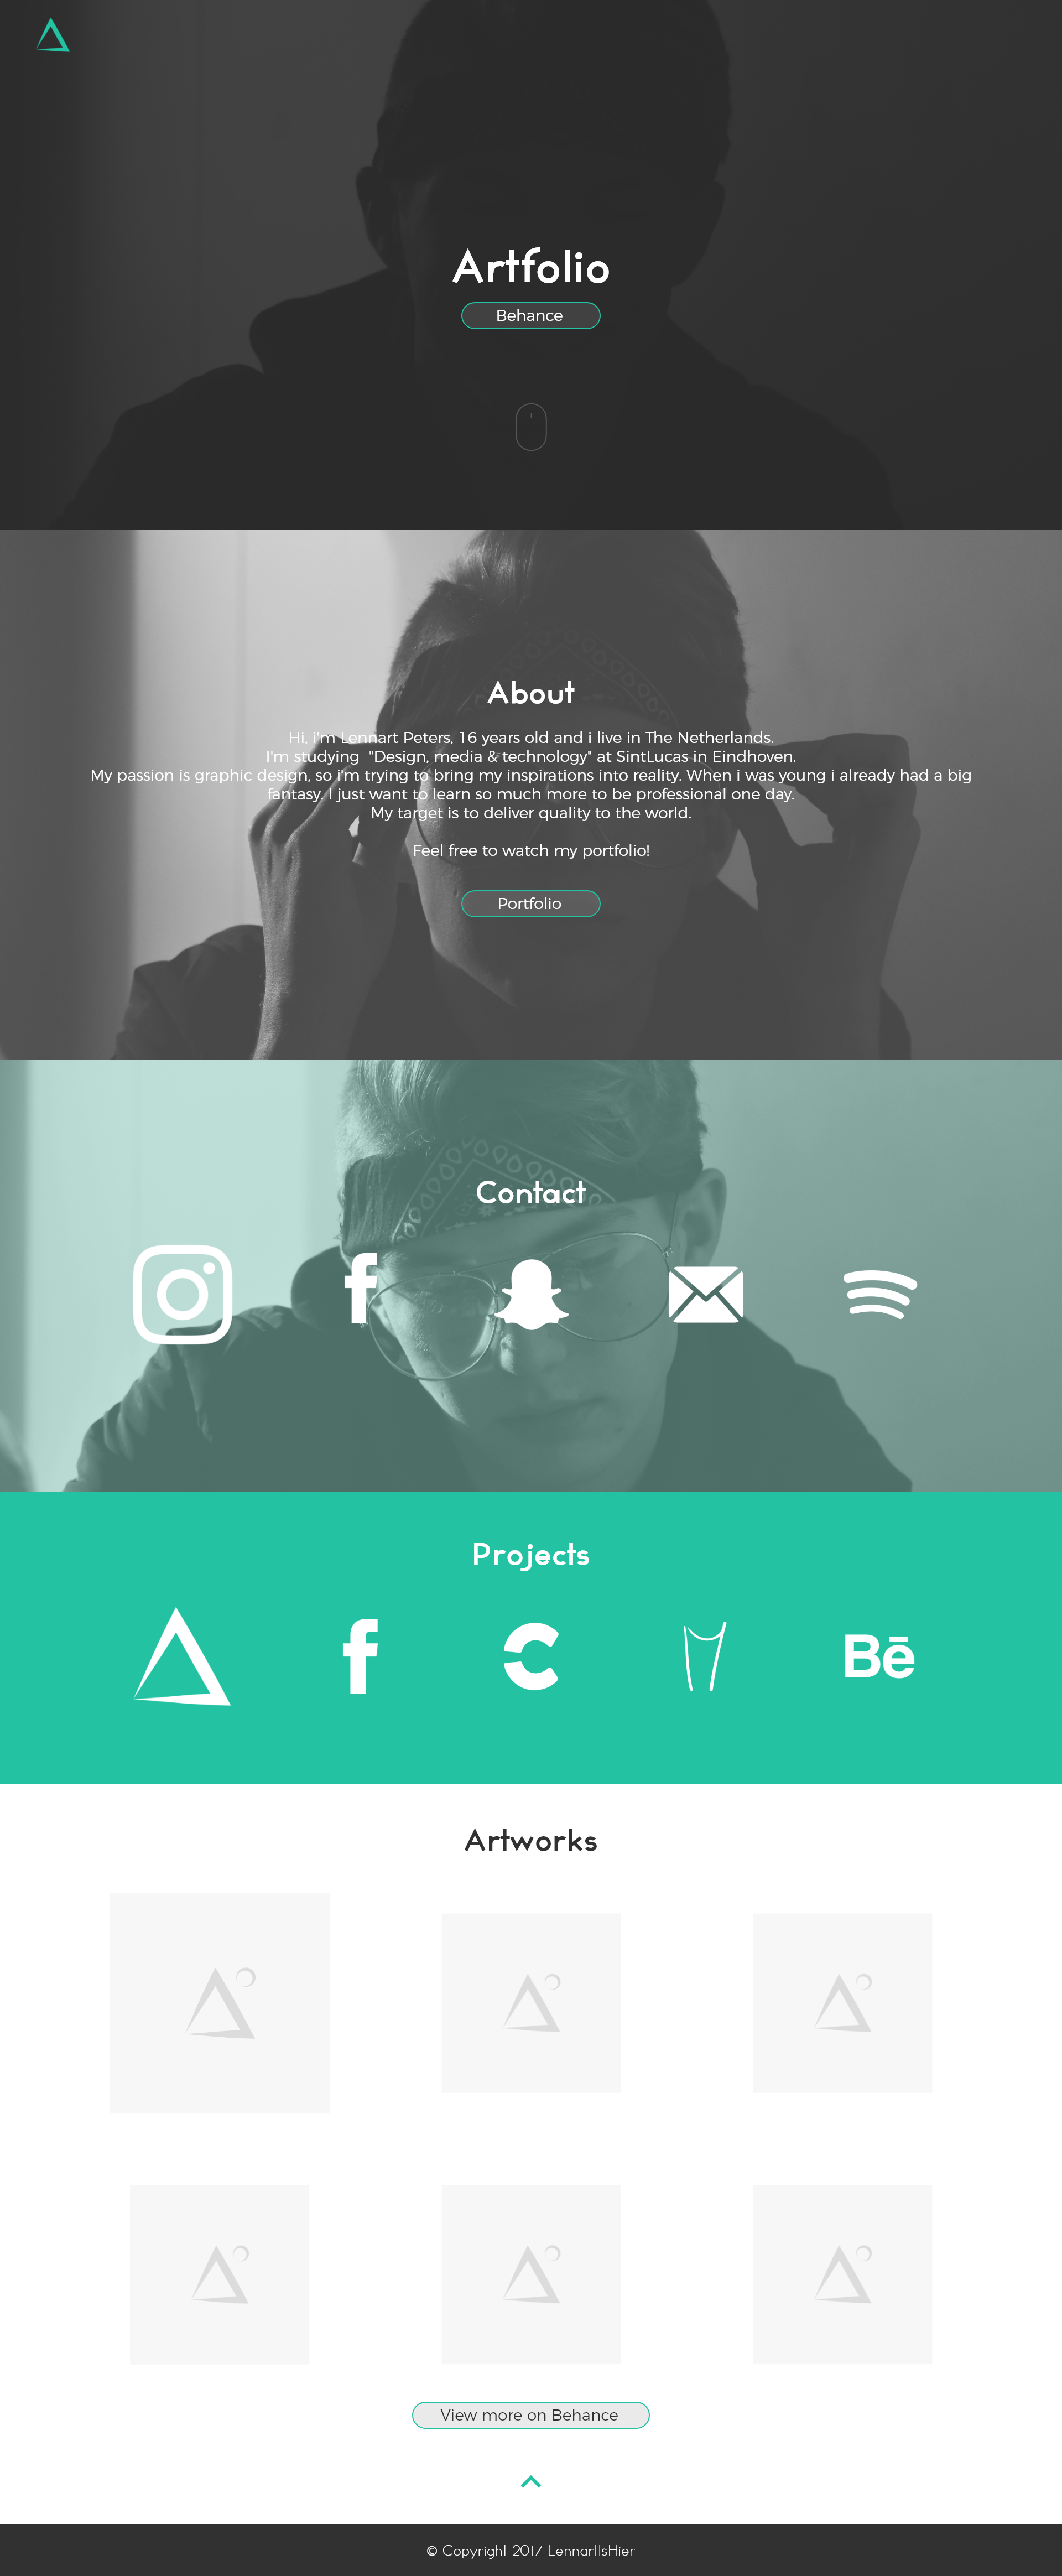 Artfolio
Behance
About
Hi, i'm Lennart Peters, 16 years old and i live in The Netherlands.
I'm studying  "Design, media & technology" at SintLucas in Eindhoven.
My passion is graphic design, so i'm trying to bring my inspirations into reality. When i was young i already had a big
fantasy. I just want to learn so much more to be professional one day.
My target is to deliver quality to the world.
Feel free to watch my portfolio!
Portfolio
Contact
Projects
Bē
Artworks
View more on Behance
© Copyright 2017 LennartIsHier